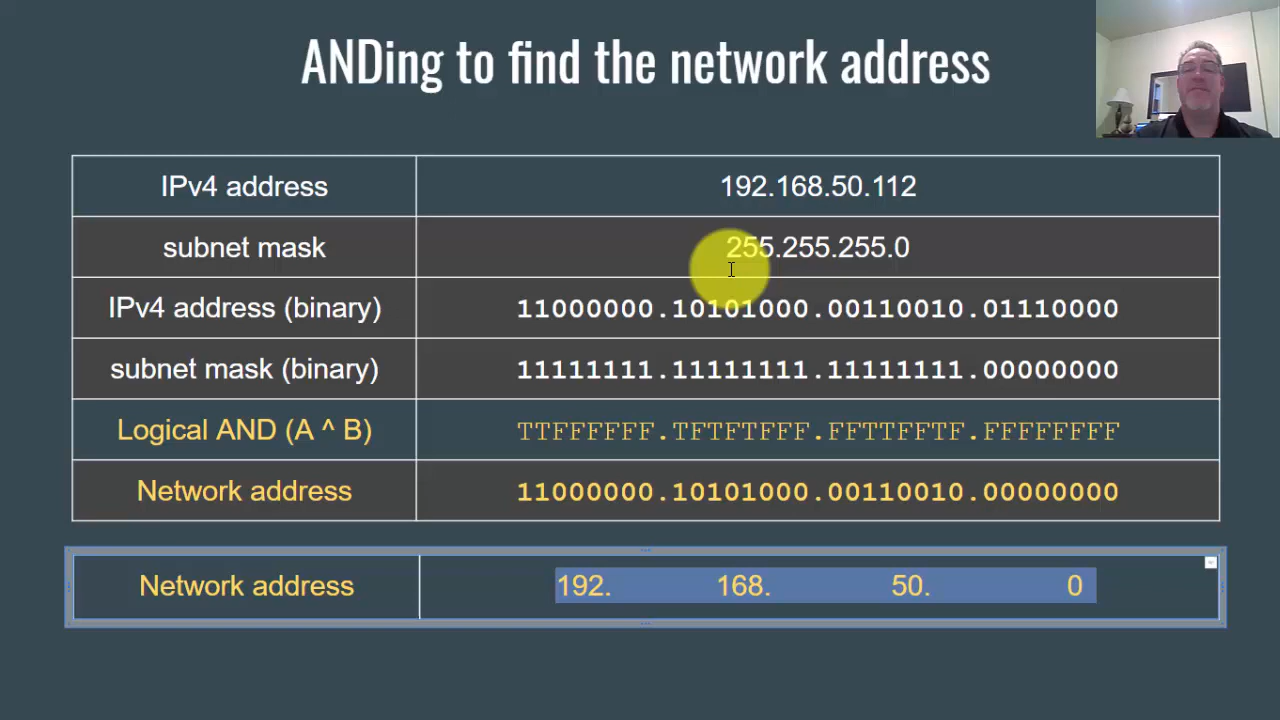 ANDing to find the network address
IPv4 address 192.168.50.112
subnet mask 255.255.255.0
IPv4 address (binary) 11000000.10101000.00110010.01110000
subnet mask (binary) 11111111.11111111.11111111.00000000
Logical AND (A ^ B) TTFFFFFF.TFTFTFFF.FFTTFFTF.FFFFFFFF
Network address 11000000.10101000.00110010.00000000
Network address 192. 168. 50. 0